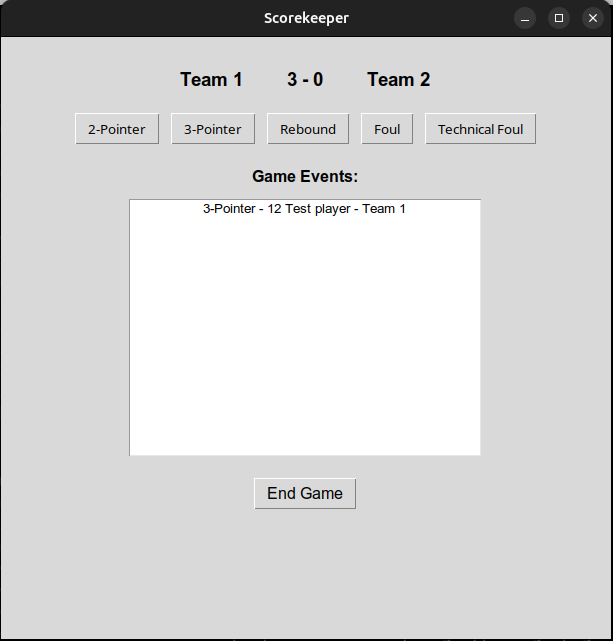 Scorekeeper
Team 1 3 - 0 Team 2
2-Pointer 3-Pointer Rebound Foul Technical Foul
Game Events:
3-Pointer - 12 Test player - Team 1
End Game